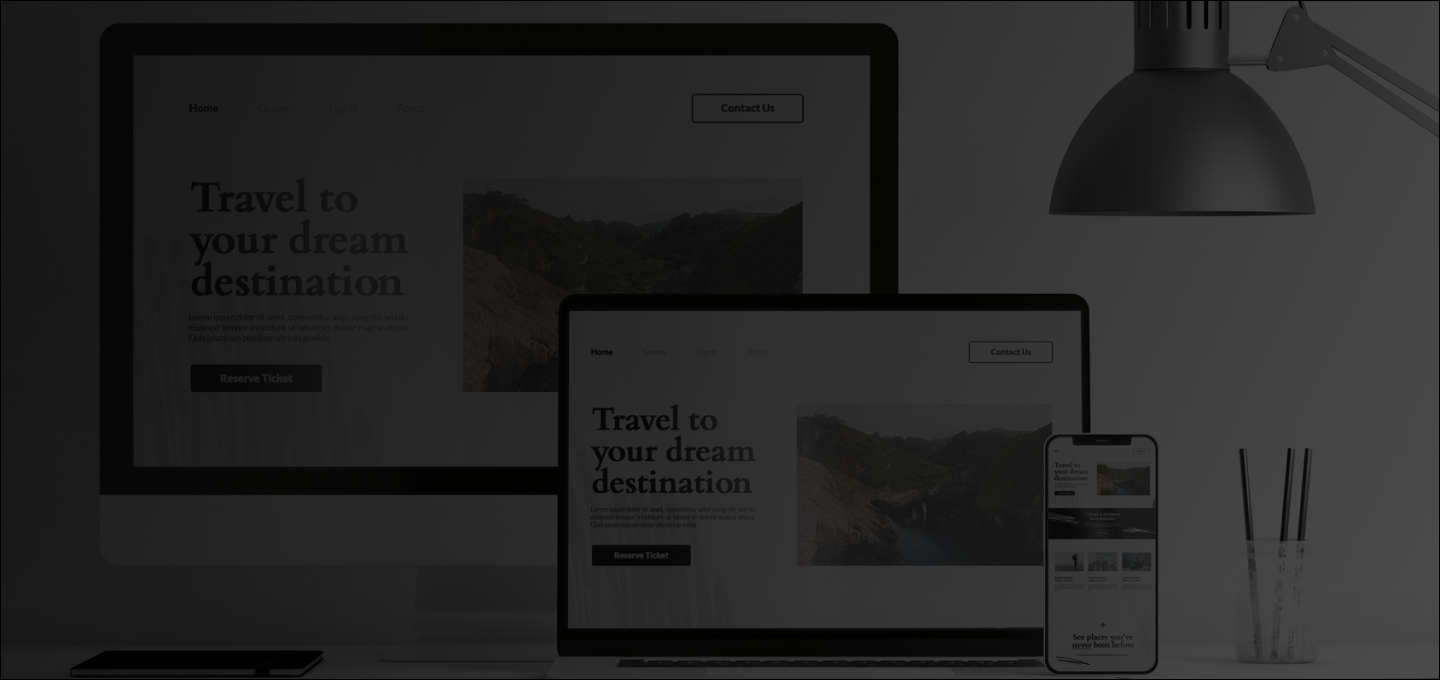 Home Guides Flights About Contact Us
Travel to
your dream
destination
Lorem ipsum dolor sit amet, consectetur adipiscing elit, sed do
eiusmod tempor incididunt ut labore et dolore magna aliqua.
Quis ipsum suspendisse ultrices gravida.
Reserve Ticket
Home Guides Flights About Contact Us
Travel to
your dream
destination
Lorem ipsum dolor sit amet, consectetur adipiscing elit, sed do
eiusmod tempor incididunt ut labore et dolore magna aliqua.
Quis ipsum suspendisse ultrices gravida.
Reserve Ticket
Travel to
your dream
destination
See places you've
never been before